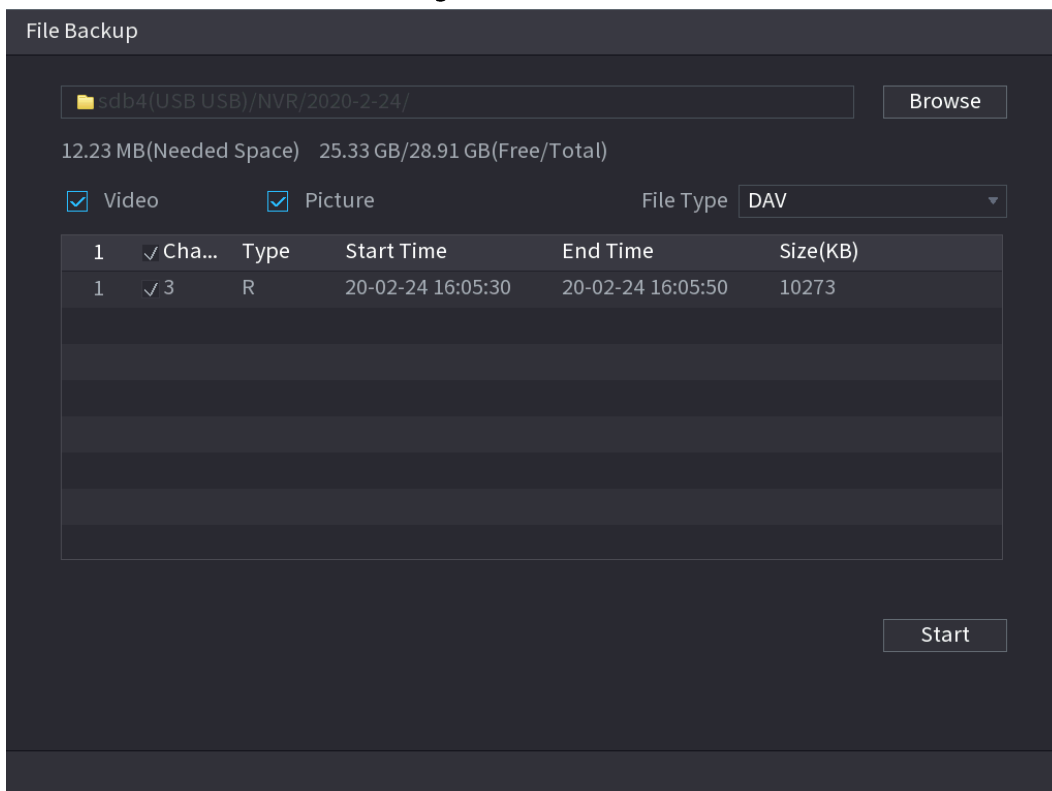 File Backup
sdb4(USB USB)/NVR/2020-2-24/ Browse
12.23 MB(Needed Space) 25.33 GB/28.91 GB(Free/Total)
Video Picture File Type DAV
1 Cha... Type Start Time End Time Size(KB)
1 3 R 20-02-24 16:05:30 20-02-24 16:05:50 10273
Start